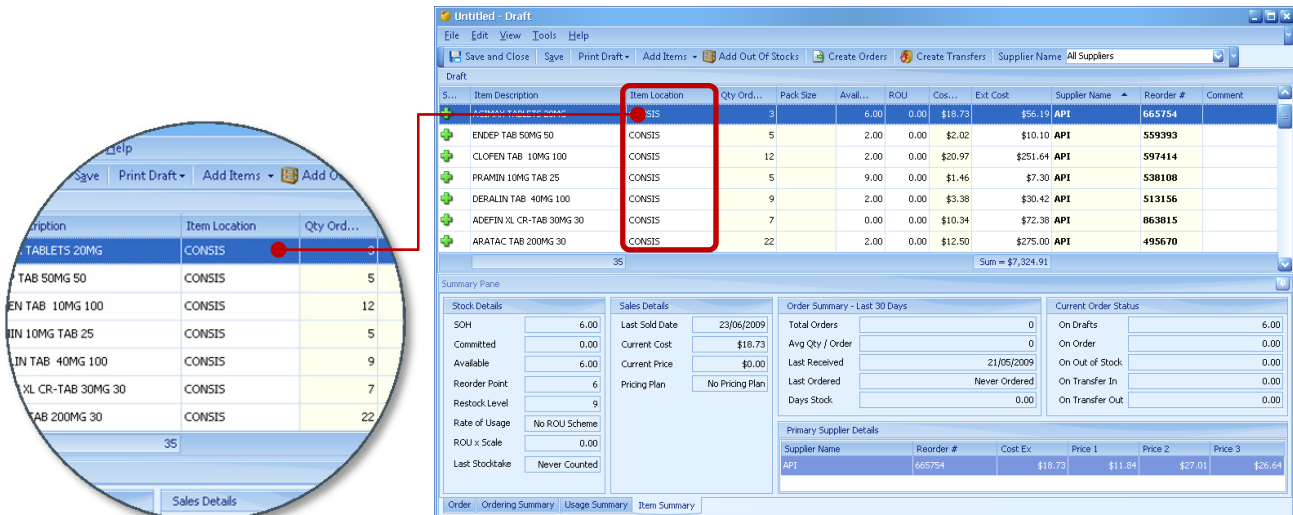 Untitled - Draft
File Edit View Tools Help
Save and Close Save Print Draft Add Items Add Out Of Stocks Create Orders Create Transfers Supplier Name All Suppliers
Draft
S... Item Description Item Location Qty Ord... Pack Size Avail... ROU Cos... Ext Cost Supplier Name Reorder # Comment
ACIMAX TABLETS 20MG CONSIS 3 6.00 0.00 $18.73 $56.19 API 665754
ENDEP TAB 50MG 50 CONSIS 5 2.00 0.00 $2.02 $10.10 API 559393
CLOFEN TAB 10MG 100 CONSIS 12 2.00 0.00 $20.97 $251.64 API 597414
PRAMIN 10MG TAB 25 CONSIS 5 9.00 0.00 $1.46 $7.30 API 538108
DERALIN TAB 40MG 100 CONSIS 9 2.00 0.00 $3.38 $30.42 API 513156
ADEFIN XL CR-TAB 30MG 30 CONSIS 7 0.00 0.00 $10.34 $72.38 API 863815
ARATAC TAB 200MG 30 CONSIS 22 2.00 0.00 $12.50 $275.00 API 495670
35 Sum = $7,324.91
Summary Pane
Stock Details
SOH 6.00
Committed 0.00
Available 6.00
Reorder Point 6
Restock Level 9
Rate of Usage No ROU Scheme
ROU x Scale 0.00
Last Stocktake Never Counted
Sales Details
Last Sold Date 23/06/2009
Current Cost $18.73
Current Price $0.00
Pricing Plan No Pricing Plan
Order Summary - Last 30 Days
Total Orders 0
Avg Qty / Order 0
Last Received 21/05/2009
Last Ordered Never Ordered
Days Stock 0.00
Current Order Status
On Drafts 6.00
On Order 0.00
On Out of Stock 0.00
On Transfer In 0.00
On Transfer Out 0.00
Primary Supplier Details
Supplier Name Reorder # Cost Ex Price 1 Price 2 Price 3
API 665754 $18.73 $11.84 $27.01 $26.64
Order Ordering Summary Usage Summary Item Summary
Help
Save Print Draft Add Items Add O
ription Item Location Qty Ord...
TABLETS 20MG CONSIS 3
TAB 50MG 50 CONSIS 5
EN TAB 10MG 100 CONSIS 12
IN 10MG TAB 25 CONSIS 5
IN TAB 40MG 100 CONSIS 9
XL CR-TAB 30MG 30 CONSIS 7
TAB 200MG 30 CONSIS 22
35
Sales Details